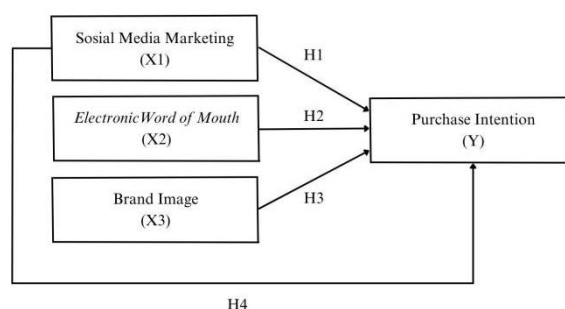 Sosial Media Marketing
(X1)
H1
ElectronicWord of Mouth
(X2)
H2
Purchase Intention
(Y)
Brand Image
(X3)
H3
H4